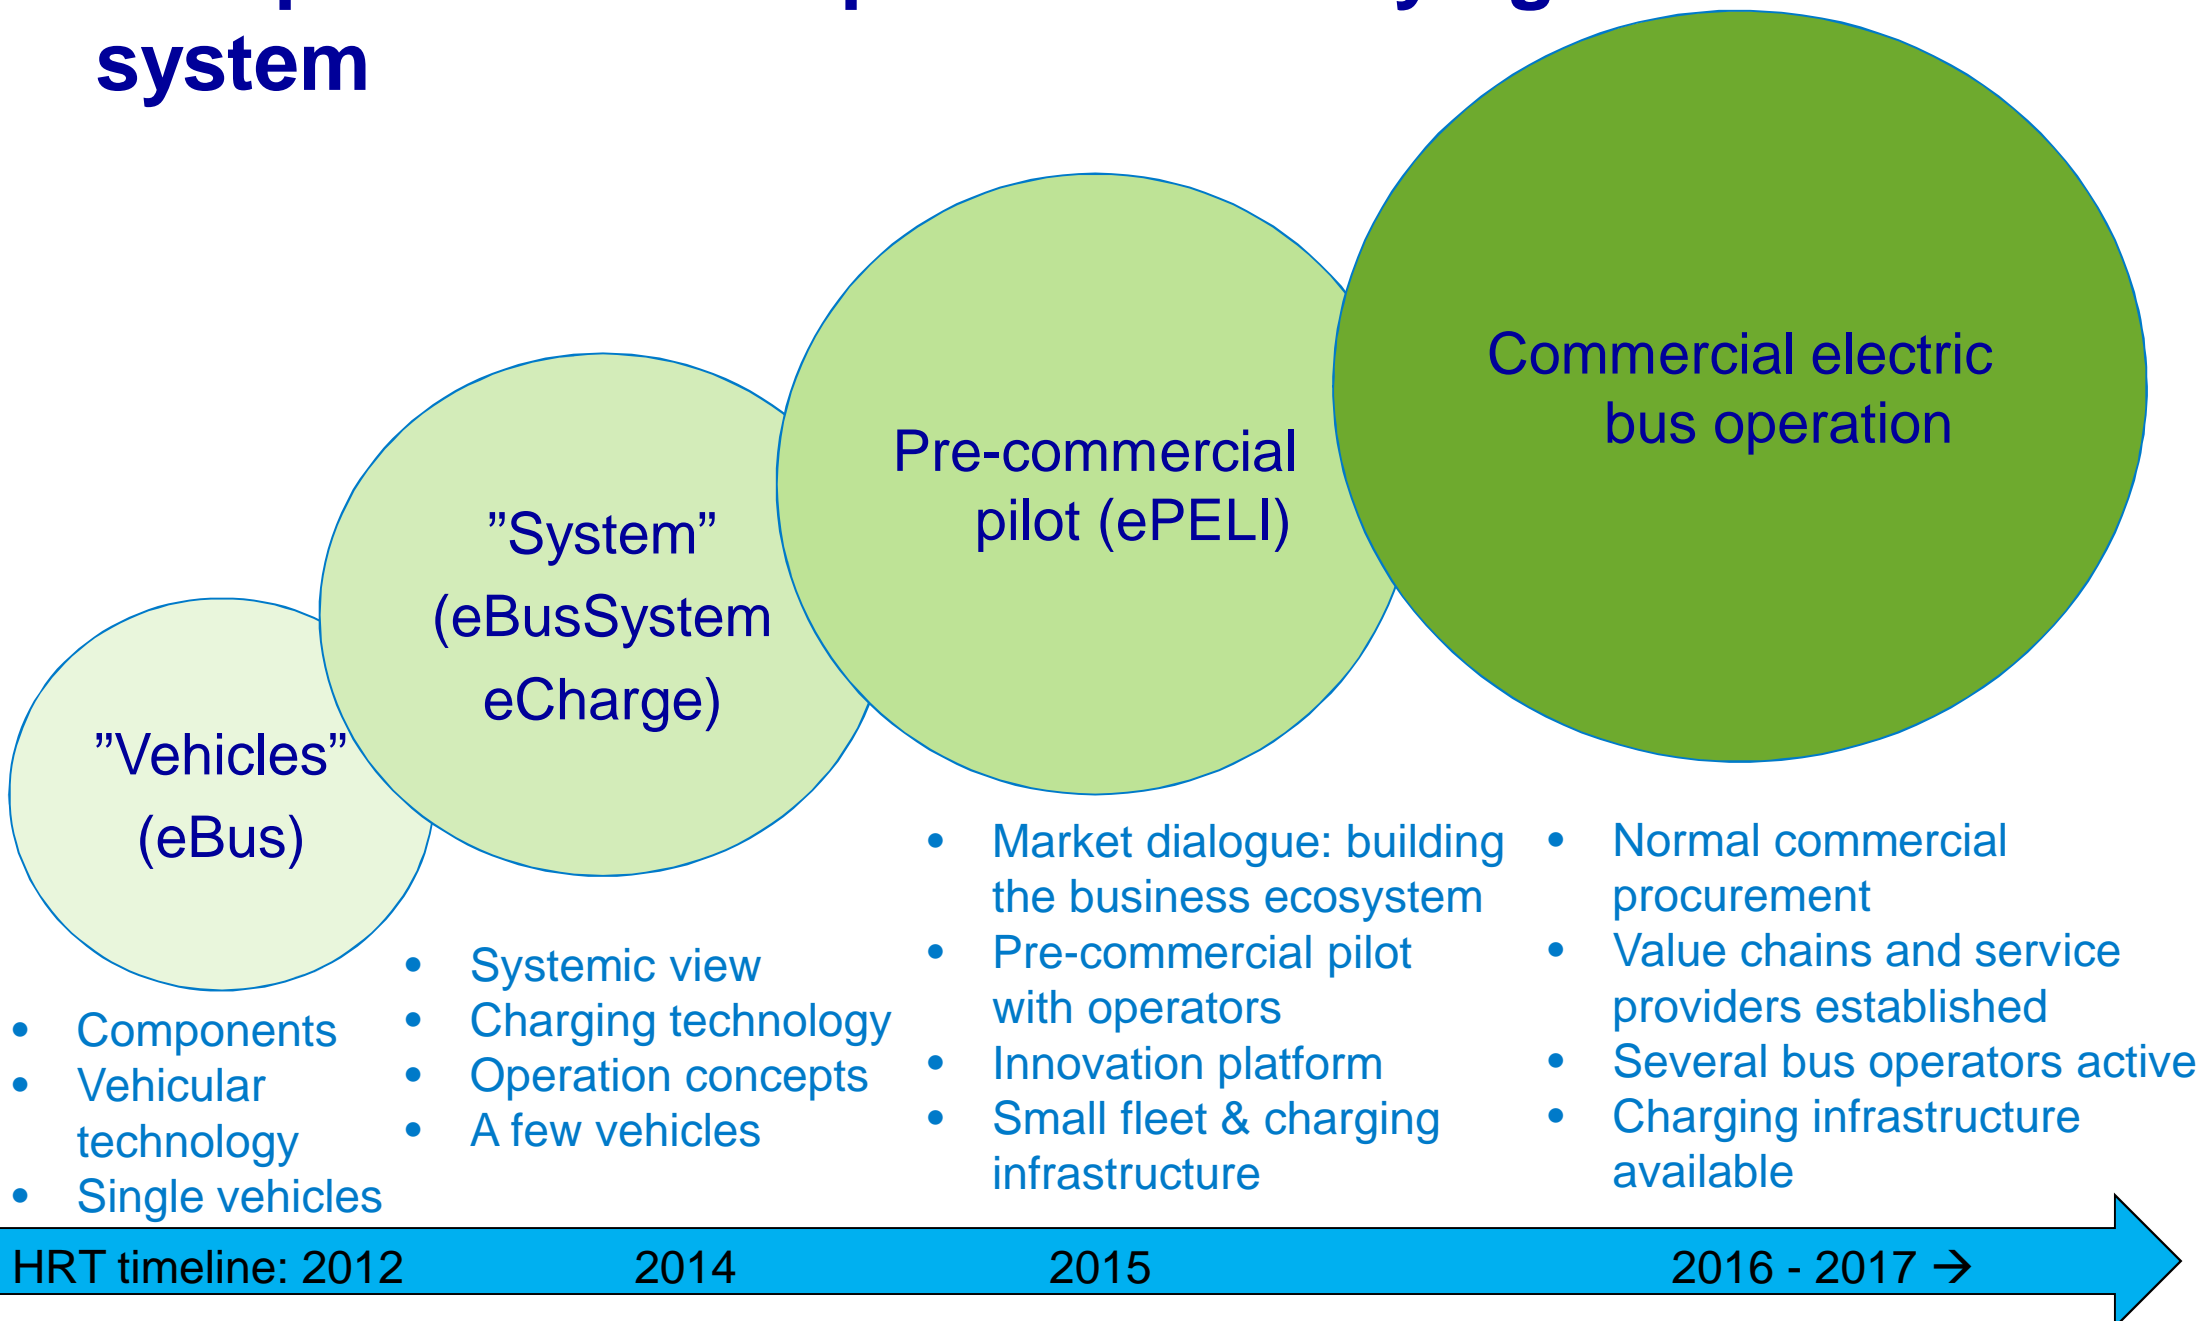 system
Commercial electric
bus operation
Pre-commercial
pilot (ePELI)
”System”
(eBusSystem
eCharge)
”Vehicles”
(eBus)
• Components
• Vehicular
technology
• Single vehicles
• Systemic view
• Charging technology
• Operation concepts
• A few vehicles
• Market dialogue: building
the business ecosystem
• Pre-commercial pilot
with operators
• Innovation platform
• Small fleet & charging
infrastructure
• Normal commercial
procurement
• Value chains and service
providers established
• Several bus operators active
• Charging infrastructure
available
HRT timeline: 2012 2014 2015 2016 - 2017 →